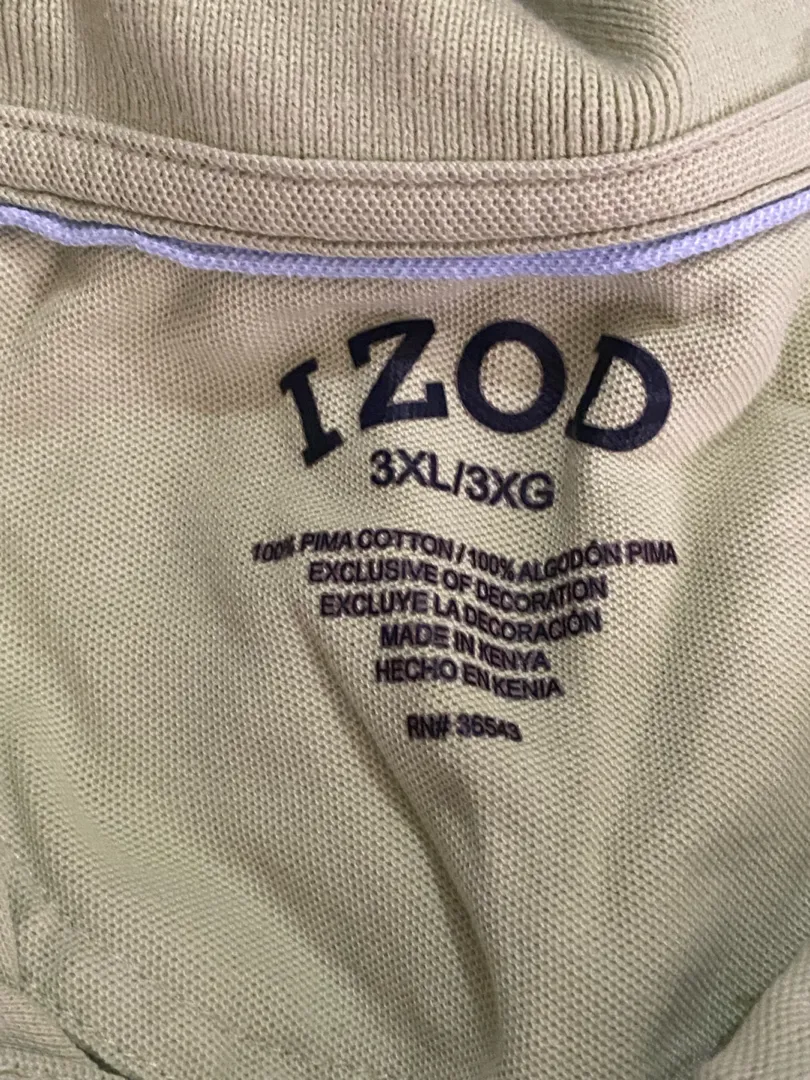 IZOD
3XL/3XG
100% PIMA COTTON / 100% ALGODÓN PIMA
EXCLUSIVE OF DECORATION
EXCLUYE LA DECORACIÓN
MADE IN KENYA
HECHO EN KENIA
RN# 36543